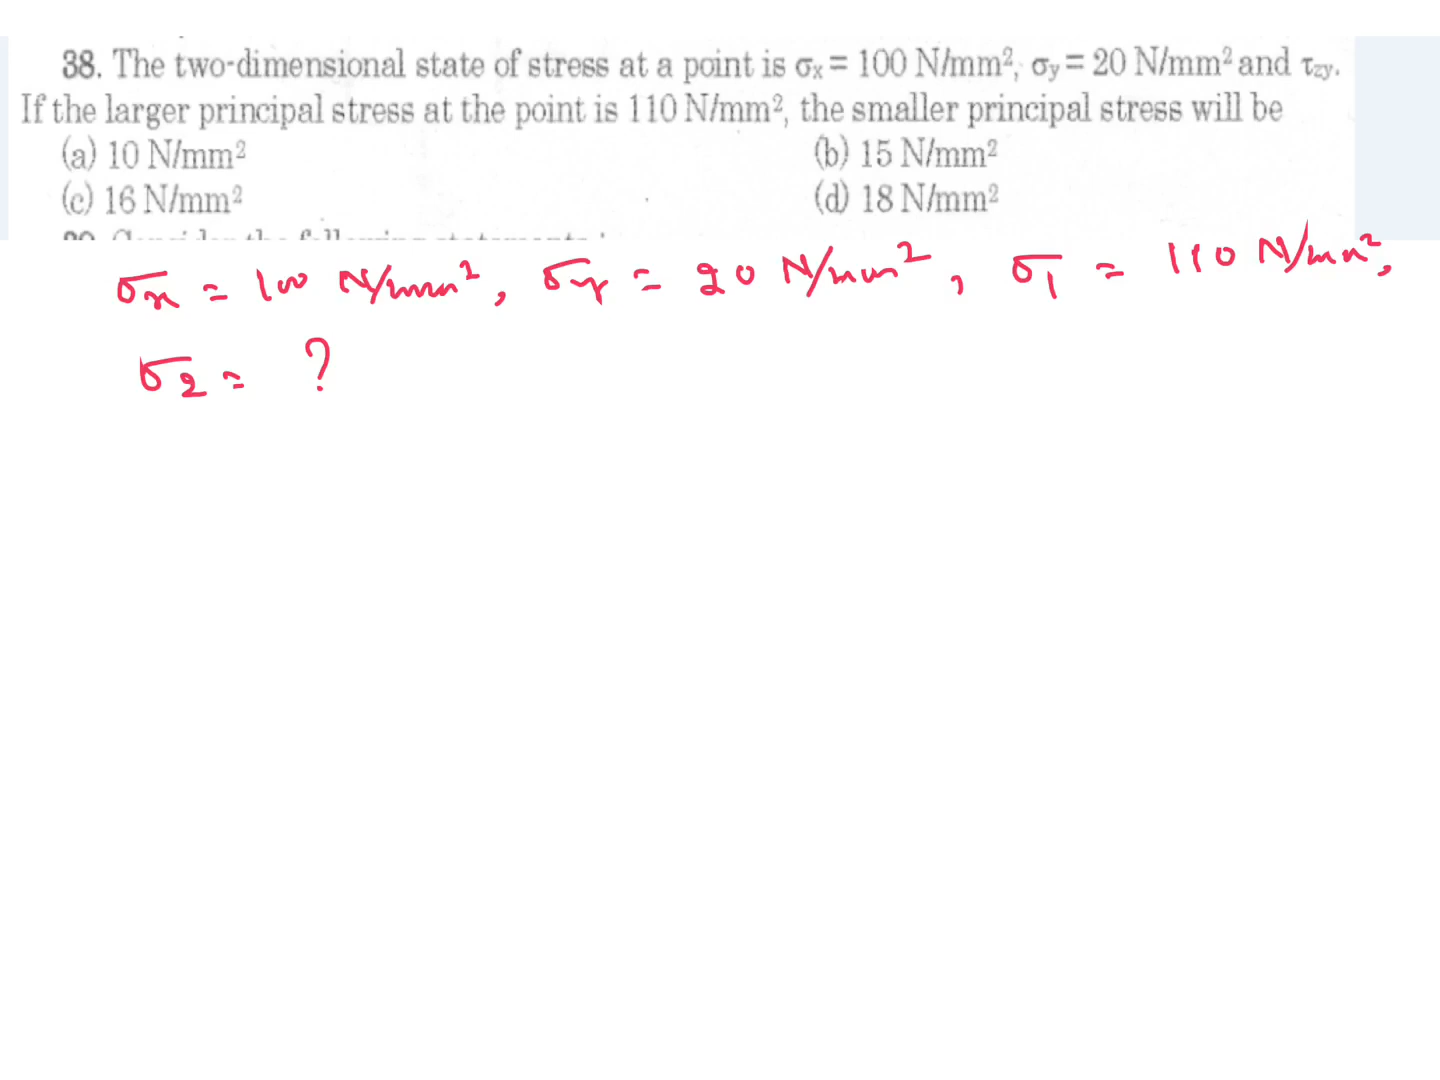 38. The two-dimensional state of stress at a point is σx = 100 N/mm², σy = 20 N/mm² and τzy.
If the larger principal stress at the point is 110 N/mm², the smaller principal stress will be
(a) 10 N/mm² (b) 15 N/mm²
(c) 16 N/mm² (d) 18 N/mm²
σx = 100 N/mm², σy = 20 N/mm², σ1 = 110 N/mm²,
σ2 = ?